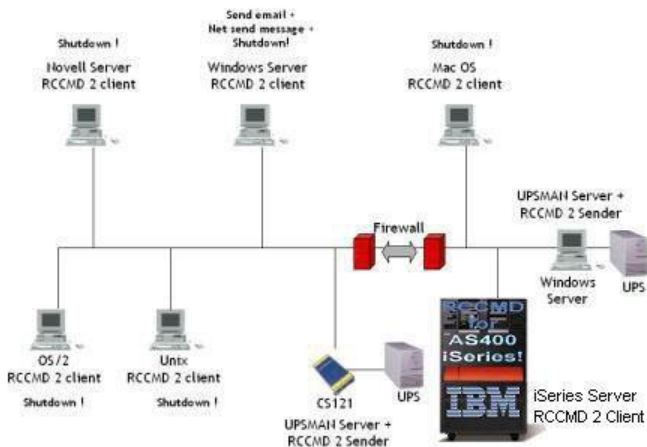 Send email +
Net send message +
Shutdown!
Shutdown !
Shutdown !
Novell Server
RCCMD 2 client
Windows Server
RCCMD 2 client
Mac OS
RCCMD 2 client
UPSMAN Server +
RCCMD 2 Sender
Firewall
Windows
Server
UPS
OS/2
RCCMD 2 client
Shutdown !
Unix
RCCMD 2 client
Shutdown !
CS121
UPS
UPSMAN Server +
RCCMD 2 Sender
RCCMD
for
AS400
iSeries!
IBM
iSeries Server
RCCMD 2 Client